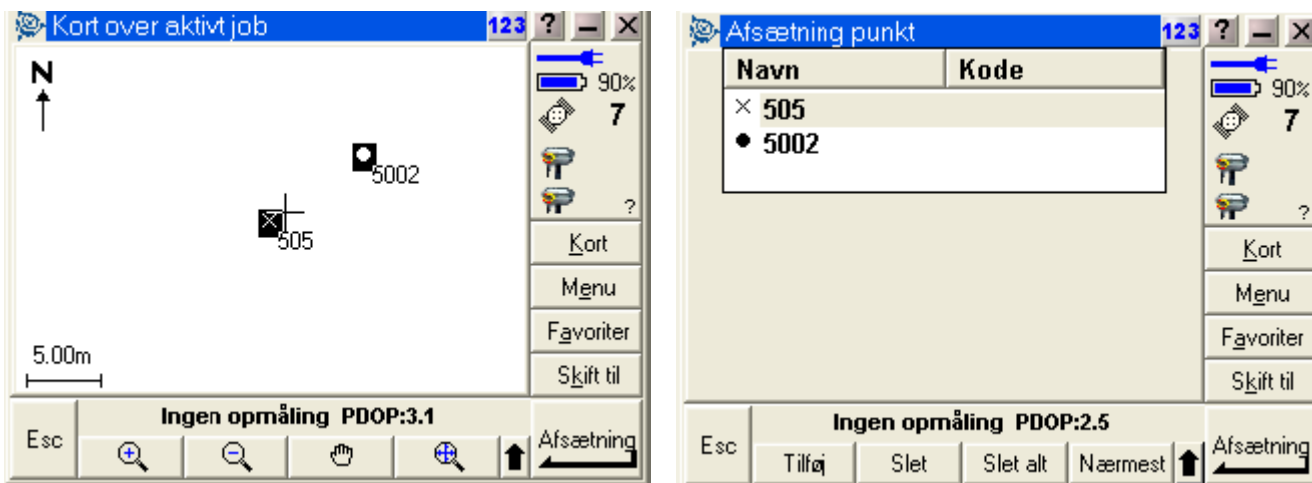 Kort over aktivt job 123 ?
N
90%
7
5002
505
?
Kort
Menu
Favoriter
5.00m
Skift til
Ingen opmåling PDOP:3.1
Esc
Afsætning
Afsætning punkt 123 ?
Navn Kode
505
5002
90%
7
?
Kort
Menu
Favoriter
Skift til
Ingen opmåling PDOP:2.5
Esc
Tilføj Slet Slet alt Nærmest
Afsætning